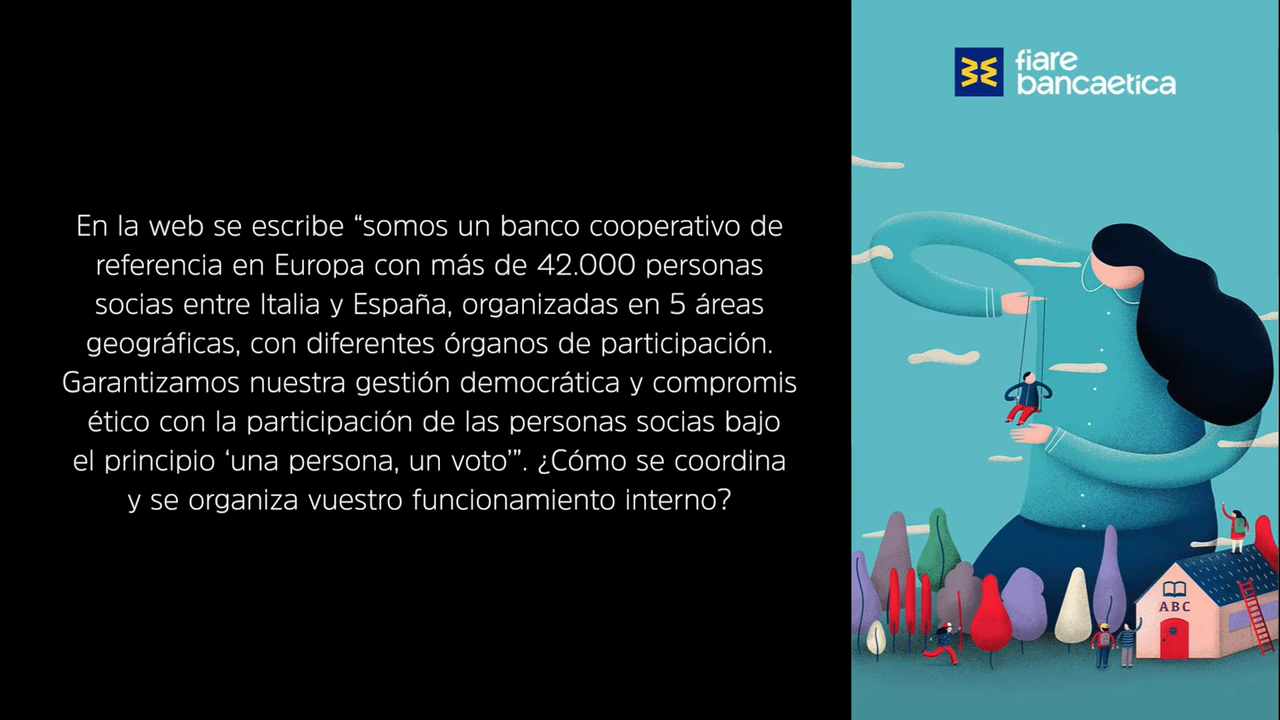 En la web se escribe “somos un banco cooperativo de
referencia en Europa con más de 42.000 personas
socias entre Italia y España, organizadas en 5 áreas
geográficas, con diferentes órganos de participación.
Garantizamos nuestra gestión democrática y compromis
ético con la participación de las personas socias bajo
el principio ‘una persona, un voto’”. ¿Cómo se coordina
y se organiza vuestro funcionamiento interno?
fiare
bancaetica
ABC